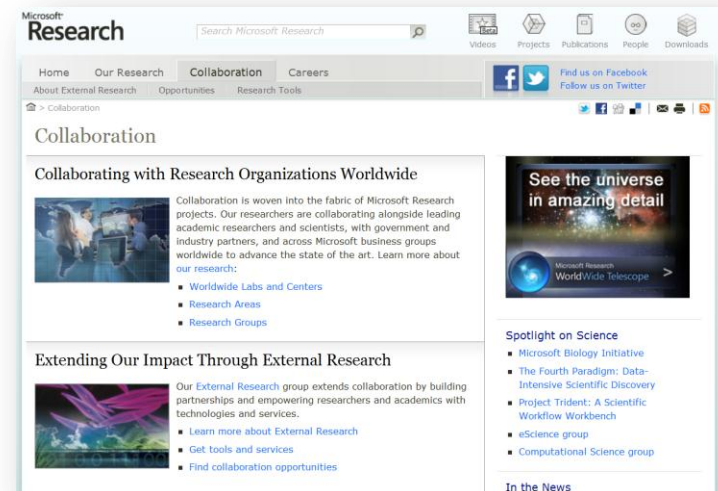 Microsoft®
Research
Search Microsoft Research
Beta
Videos Projects Publications People Downloads
Home Our Research Collaboration Careers
About External Research Opportunities Research Tools
Find us on Facebook
Follow us on Twitter
> Collaboration
Collaboration
Collaborating with Research Organizations Worldwide
Collaboration is woven into the fabric of Microsoft Research
projects. Our researchers are collaborating alongside leading
academic researchers and scientists, with government and
industry partners, and across Microsoft business groups
worldwide to advance the state of the art. Learn more about
our research:
Worldwide Labs and Centers
Research Areas
Research Groups
Extending Our Impact Through External Research
Our External Research group extends collaboration by building
partnerships and empowering researchers and academics with
technologies and services.
Learn more about External Research
Get tools and services
Find collaboration opportunities
See the universe
in amazing detail
Microsoft Research
WorldWide Telescope >
Spotlight on Science
Microsoft Biology Initiative
The Fourth Paradigm: Data-
Intensive Scientific Discovery
Project Trident: A Scientific
Workflow Workbench
eScience group
Computational Science group
In the News